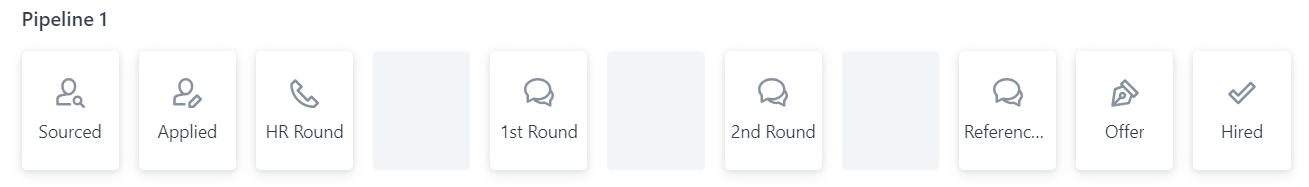 Pipeline 1
Sourced
Applied
HR Round
1st Round
2nd Round
Referenc...
Offer
Hired